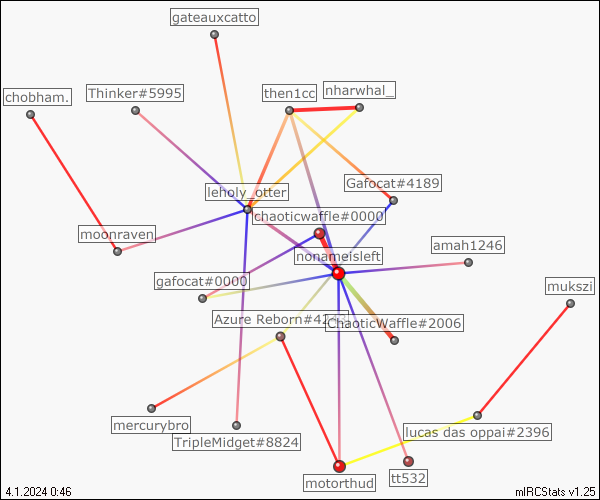 gateauxcatto
Thinker#5995
then1cc
nharwhal_
chobham.
Gafocat#4189
leholy_otter
chaoticwaffle#0000
moonraven
amah1246
nonameisleft
gafocat#0000
mukszi
Azure Reborn#4
ChaoticWaffle#2006
mercurybro
TripleMidget#8824
lucas das oppai#2396
motorthud
tt532
4.1.2024 0:46
mIRCStats v1.25